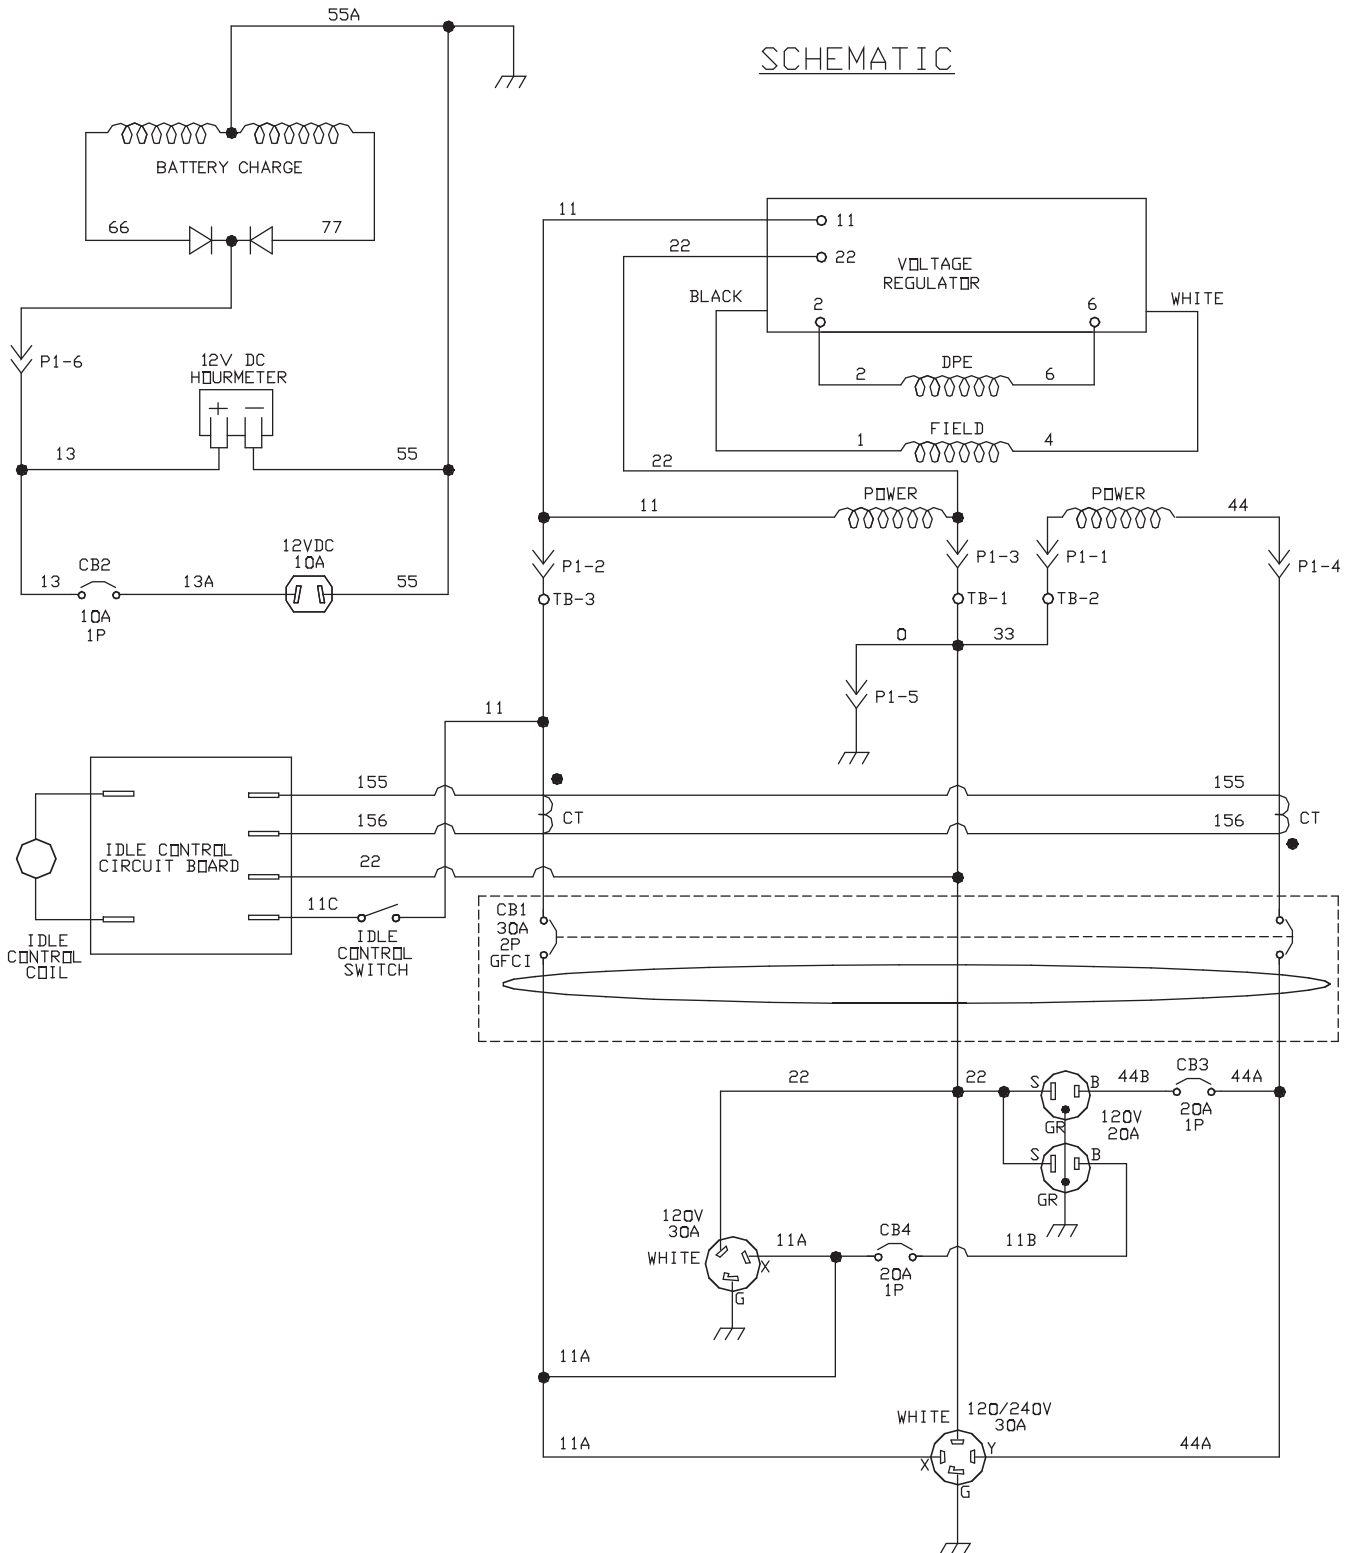 55A
SCHEMATIC
BATTERY CHARGE
66
77
11
11
22
22
VOLTAGE
REGULATOR
BLACK
WHITE
2
6
P1-6
12V DC
HOURMETER
+
−
DPE
2
6
FIELD
1
4
13
55
22
POWER
POWER
11
44
12VDC
10A
CB2
13
13A
55
10A
1P
P1-2
P1-3
P1-1
P1-4
TB-3
TB-1
TB-2
0
33
P1-5
11
155
155
CT
CT
156
156
IDLE CONTROL
CIRCUIT BOARD
22
11C
IDLE
CONTROL
COIL
IDLE
CONTROL
SWITCH
CB1
30A
2P
GFCI
22
22
S
B
44B
CB3
44A
20A
1P
120V
20A
GR
S
B
GR
120V
30A
WHITE
11A
X
G
CB4
20A
1P
11B
11A
WHITE
120/240V
30A
11A
X
Y
44A
G